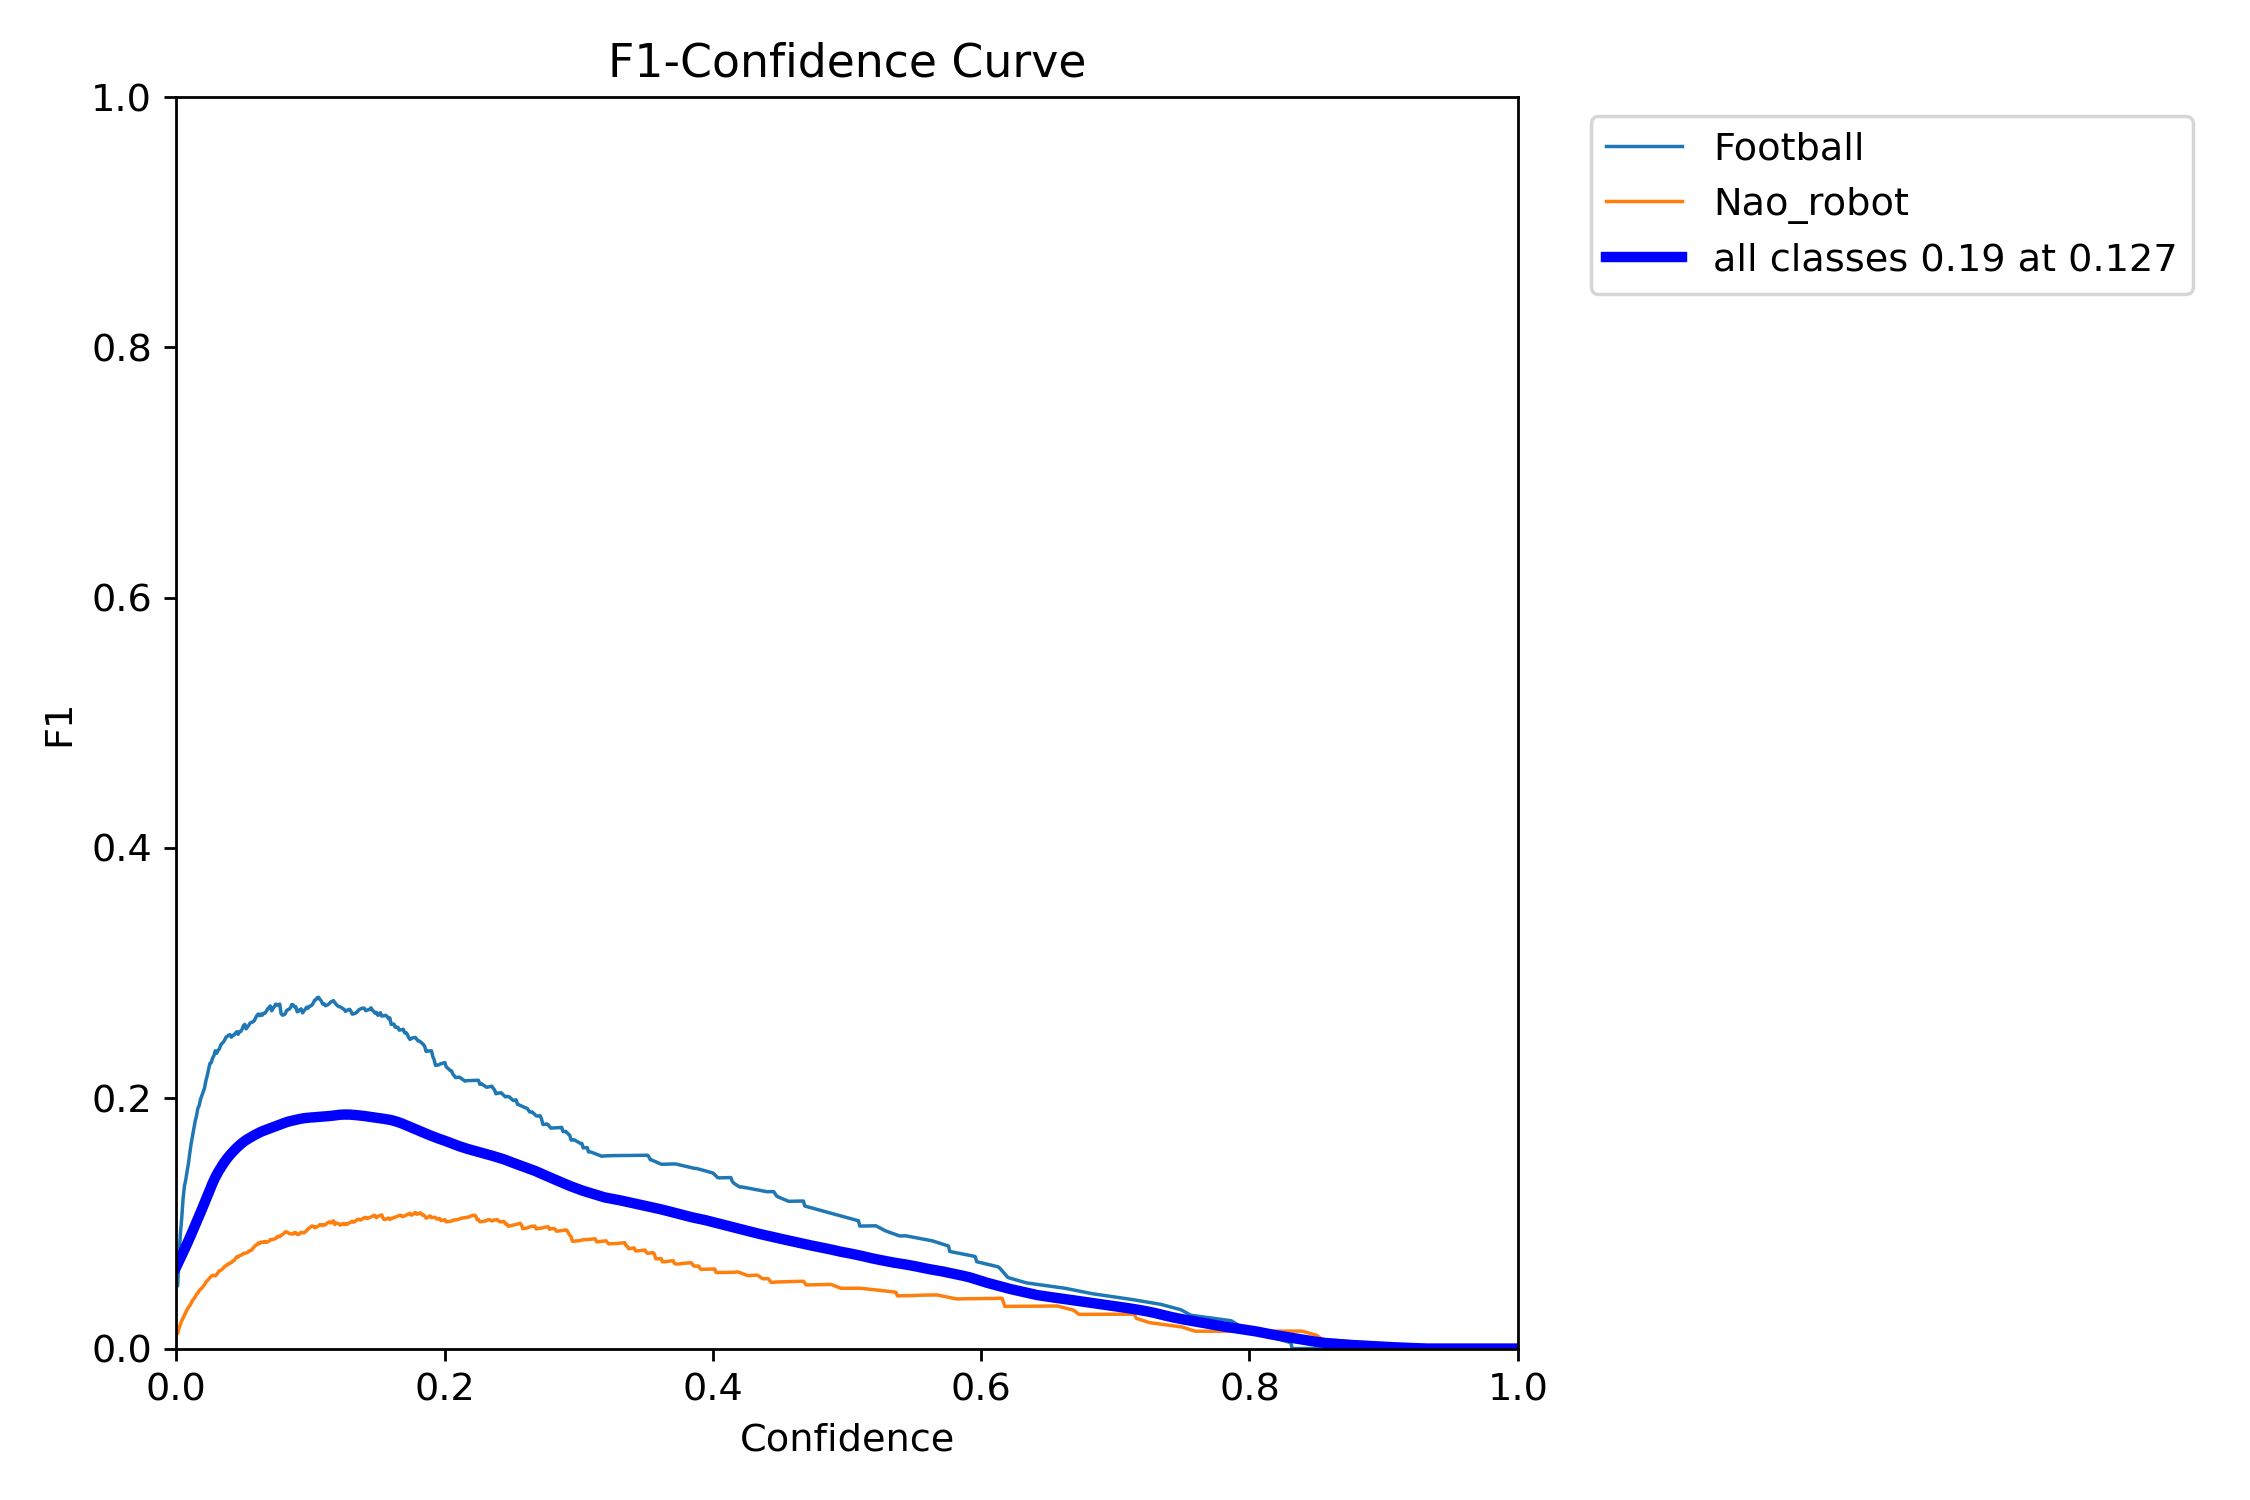 F1-Confidence Curve
1.0
0.8
0.6
0.4
0.2
0.0
F1
0.0 0.2 0.4 0.6 0.8 1.0
Confidence
Football
Nao_robot
all classes 0.19 at 0.127